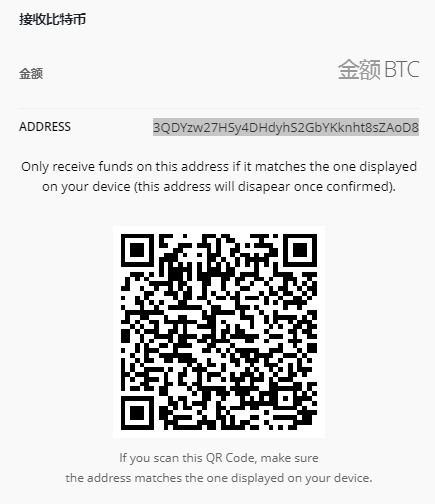 接收比特币
金额 金额 BTC
ADDRESS 3QDYzw27HSy4DHdyhS2GbYKknht8sZAoD8
Only receive funds on this address if it matches the one displayed
on your device (this address will disapear once confirmed).
If you scan this QR Code, make sure
the address matches the one displayed on your device.